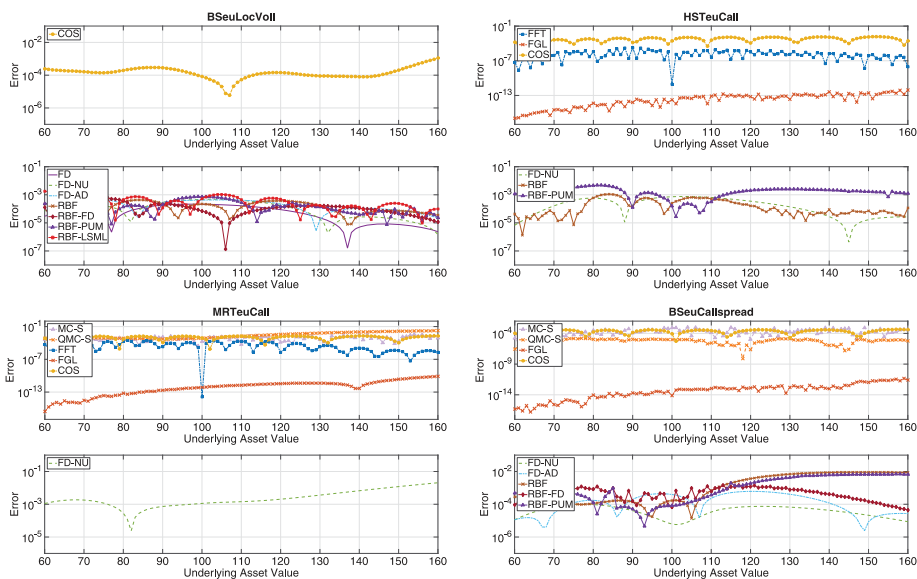 BSeuLocVolI
COS
10^-2
10^-4
10^-6
Error
60 70 80 90 100 110 120 130 140 150 160
Underlying Asset Value
10^-1
10^-3
10^-5
10^-7
Error
FD
FD-NU
FD-AD
RBF
RBF-FD
RBF-PUM
RBF-LSML
60 70 80 90 100 110 120 130 140 150 160
Underlying Asset Value
HSTeuCall
10^-1
10^-7
10^-13
Error
FFT
FGL
COS
60 70 80 90 100 110 120 130 140 150 160
Underlying Asset Value
10^-1
10^-3
10^-5
10^-7
Error
FD-NU
RBF
RBF-PUM
60 70 80 90 100 110 120 130 140 150 160
Underlying Asset Value
MRTeuCall
10^-1
10^-7
10^-13
Error
MC-S
QMC-S
FFT
FGL
COS
60 70 80 90 100 110 120 130 140 150 160
Underlying Asset Value
10^-1
10^-3
10^-5
Error
FD-NU
60 70 80 90 100 110 120 130 140 150 160
Underlying Asset Value
BSeuCallspread
10^-4
10^-9
10^-14
Error
MC-S
QMC-S
FGL
COS
60 70 80 90 100 110 120 130 140 150 160
Underlying Asset Value
10^-2
10^-4
10^-6
Error
FD-NU
FD-AD
RBF
RBF-FD
RBF-PUM
60 70 80 90 100 110 120 130 140 150 160
Underlying Asset Value